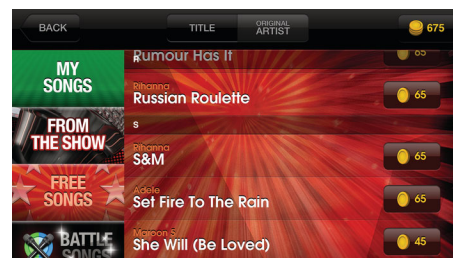 BACK
TITLE
ORIGINAL
ARTIST
675
MY
SONGS
FROM
THE SHOW
FREE
SONGS
BATTLE
SONGS
R
Rumour Has It
65
Rihanna
Russian Roulette
65
S
Rihanna
S&M
65
Adele
Set Fire To The Rain
65
Maroon 5
She Will (Be Loved)
45